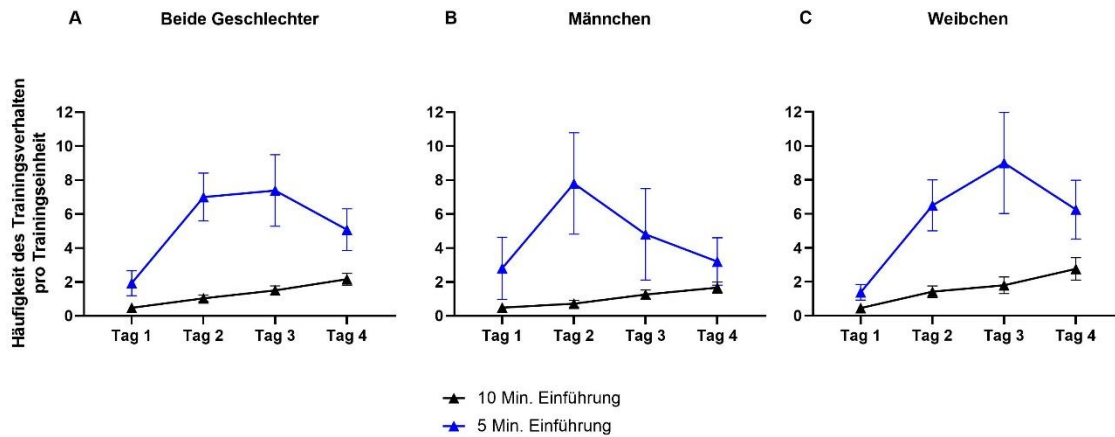 A Beide Geschlechter
B Männchen
C Weibchen
Häufigkeit des Trainingsverhalten
pro Trainingseinheit
12
10
8
6
4
2
0
Tag 1 Tag 2 Tag 3 Tag 4
12
10
8
6
4
2
0
Tag 1 Tag 2 Tag 3 Tag 4
12
10
8
6
4
2
0
Tag 1 Tag 2 Tag 3 Tag 4
10 Min. Einführung
5 Min. Einführung